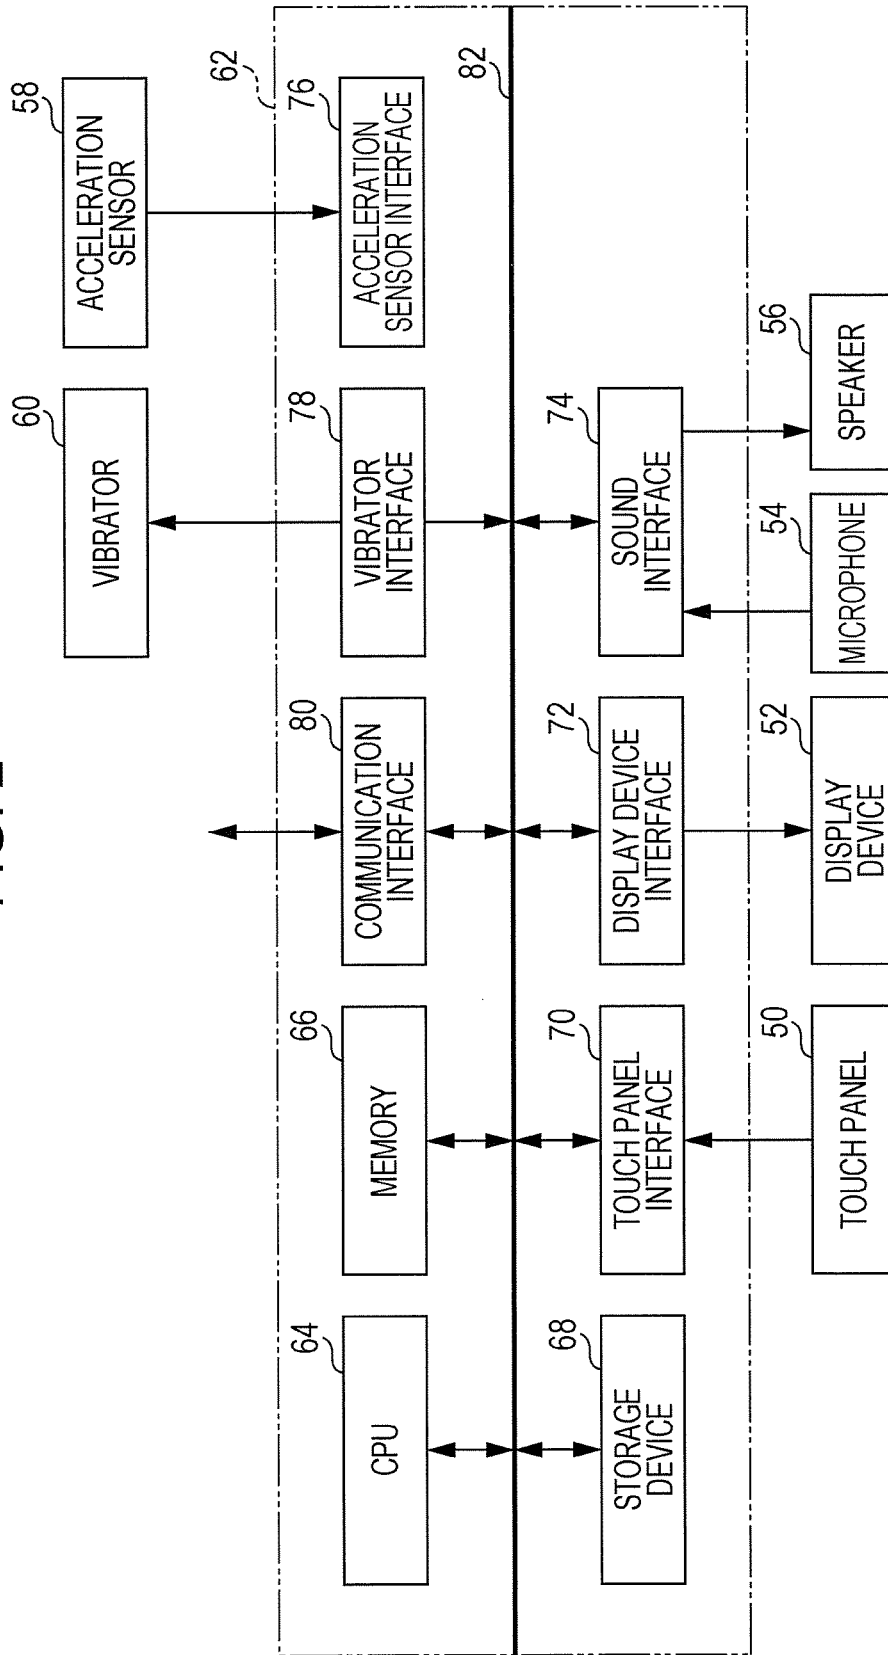 60
58
VIBRATOR
ACCELERATION
SENSOR
62
64
66
80
78
76
CPU
MEMORY
COMMUNICATION
INTERFACE
VIBRATOR
INTERFACE
ACCELERATION
SENSOR INTERFACE
82
68
70
72
74
STORAGE
DEVICE
TOUCH PANEL
INTERFACE
DISPLAY DEVICE
INTERFACE
SOUND
INTERFACE
50
52
54
56
TOUCH PANEL
DISPLAY
DEVICE
MICROPHONE
SPEAKER